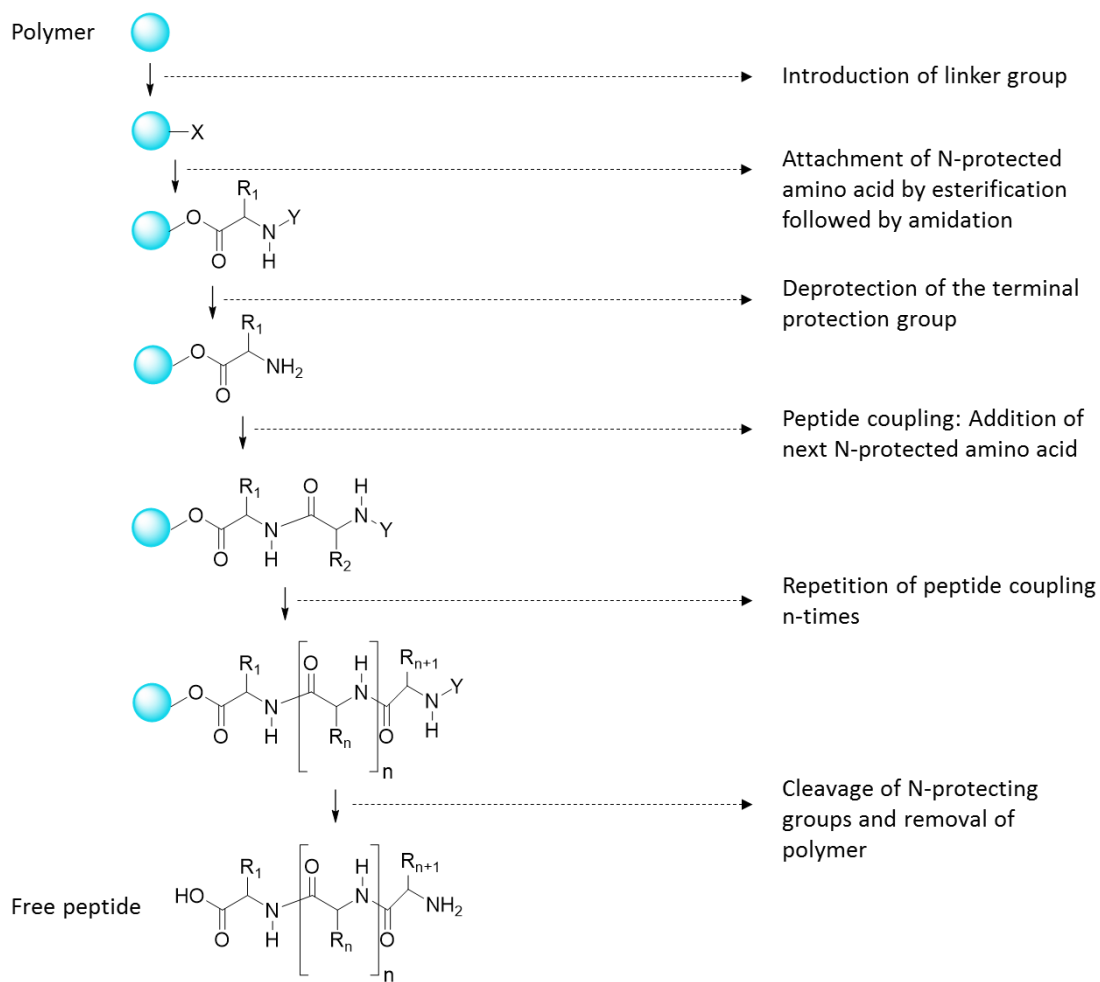 Polymer
Introduction of linker group
X
Attachment of N-protected
amino acid by esterification
followed by amidation
R1
O
Y
N
O
H
Deprotection of the terminal
protection group
R1
O
NH2
O
Peptide coupling: Addition of
next N-protected amino acid
R1
O
H
O
N
N
Y
O
H
R2
Repetition of peptide coupling
n-times
R1
O
H
Rn+1
O
N
N
N
Y
O
H
Rn
O
H
n
Cleavage of N-protecting
groups and removal of
polymer
R1
O
H
Rn+1
Free peptide
HO
N
N
NH2
O
H
Rn
O
n